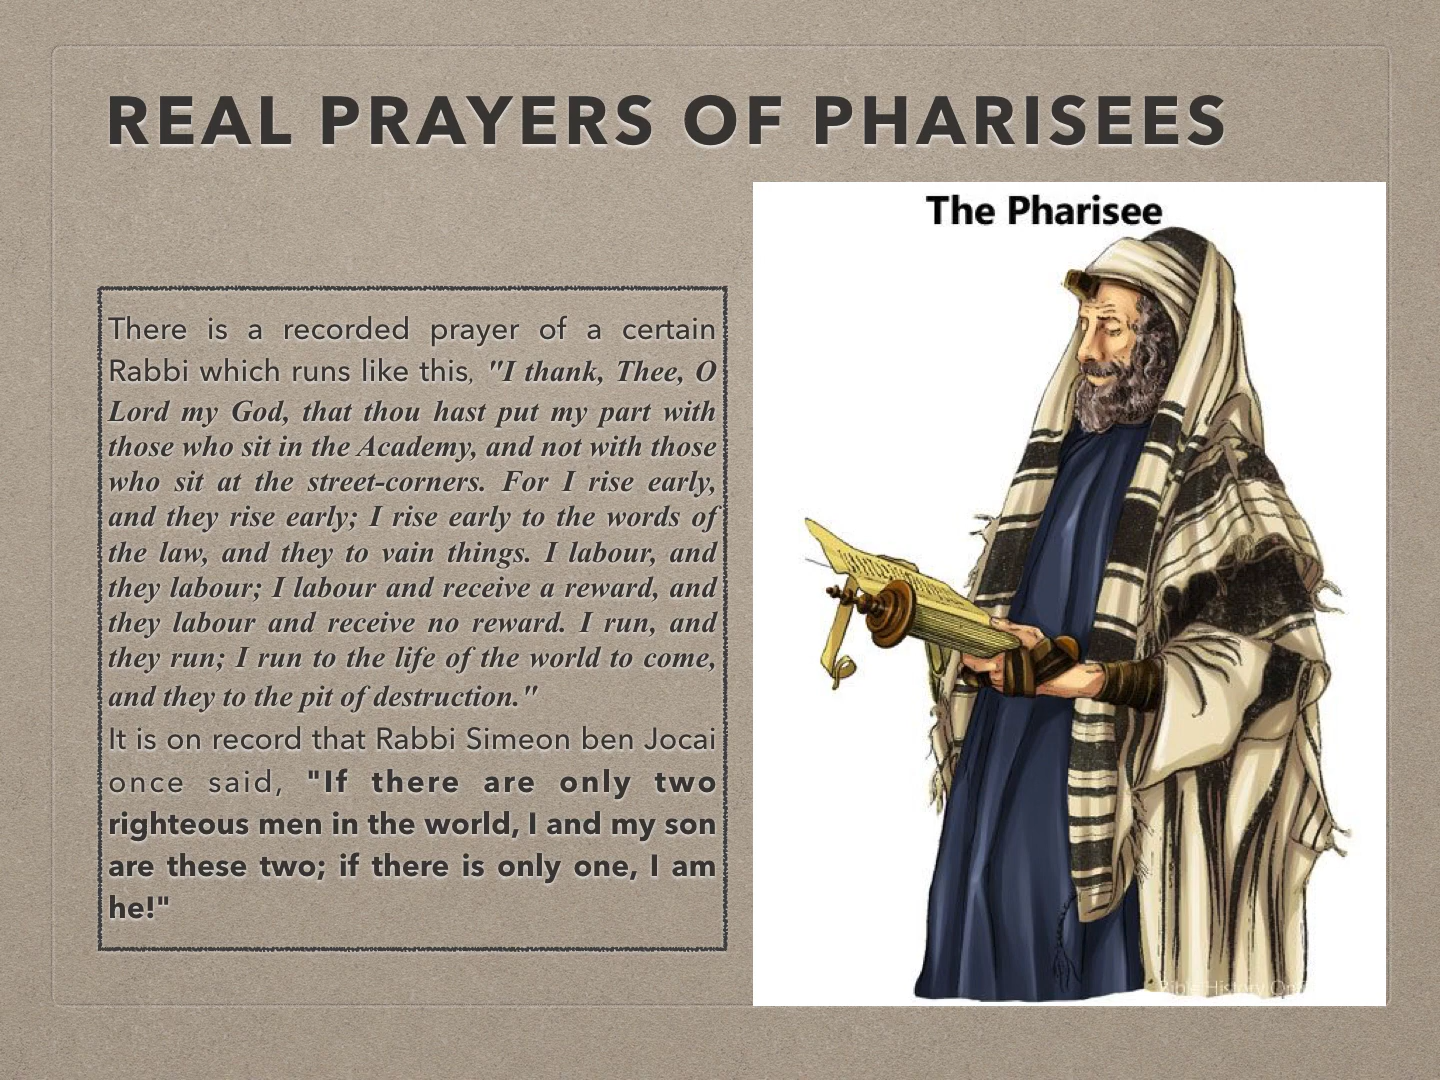 REAL PRAYERS OF PHARISEES
The Pharisee
There is a recorded prayer of a certain
Rabbi which runs like this, "I thank, Thee, O
Lord my God, that thou hast put my part with
those who sit in the Academy, and not with those
who sit at the street-corners. For I rise early,
and they rise early; I rise early to the words of
the law, and they to vain things. I labour, and
they labour; I labour and receive a reward, and
they labour and receive no reward. I run, and
they run; I run to the life of the world to come,
and they to the pit of destruction."
It is on record that Rabbi Simeon ben Jocai
once said, "If there are only two
righteous men in the world, I and my son
are these two; if there is only one, I am
he!"
Bible History